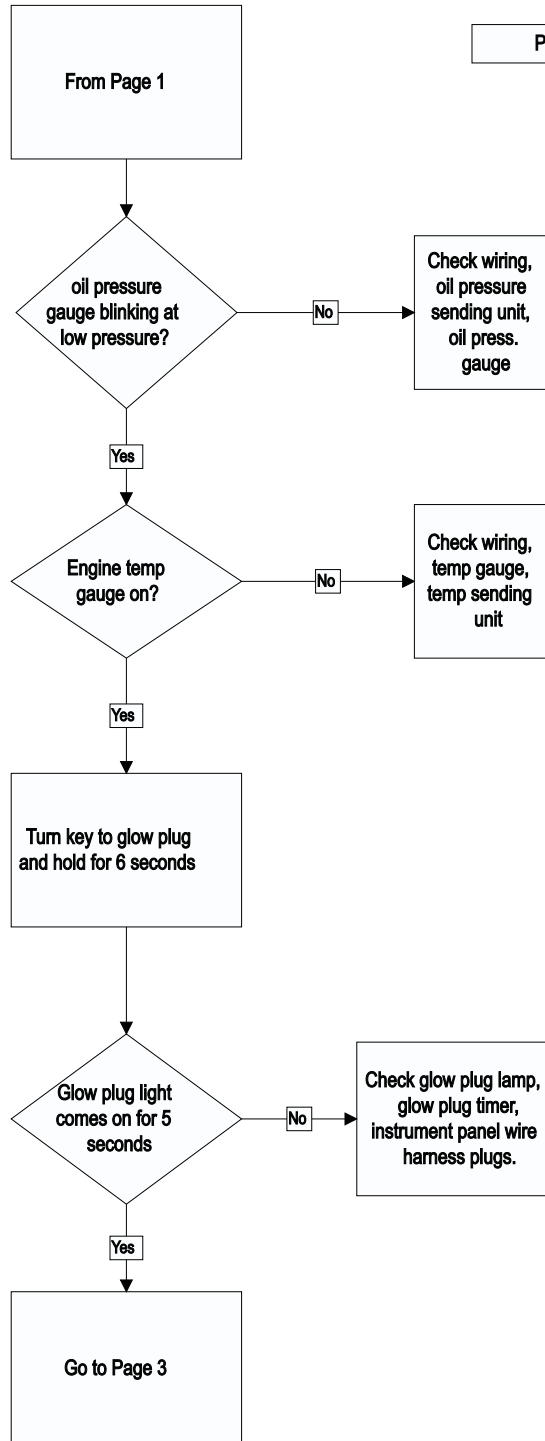 From Page 1
P
oil pressure
gauge blinking at
low pressure?
No
Check wiring,
oil pressure
sending unit,
oil press.
gauge
Yes
Engine temp
gauge on?
No
Check wiring,
temp gauge,
temp sending
unit
Yes
Turn key to glow plug
and hold for 6 seconds
Glow plug light
comes on for 5
seconds
No
Check glow plug lamp,
glow plug timer,
instrument panel wire
harness plugs.
Yes
Go to Page 3